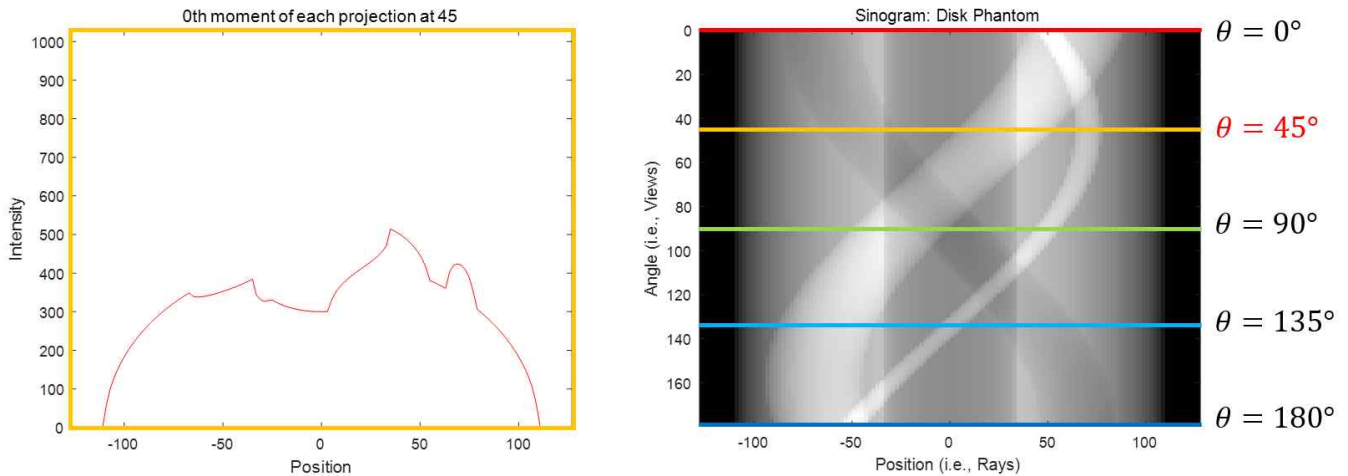 0th moment of each projection at 45
1000
900
800
700
600
500
400
300
200
100
0
Intensity
-100
-50
0
50
100
Position
Sinogram: Disk Phantom
0
20
40
60
80
100
120
140
160
Angle (i.e., Views)
-100
-50
0
50
100
Position (i.e., Rays)
θ = 0°
θ = 45°
θ = 90°
θ = 135°
θ = 180°